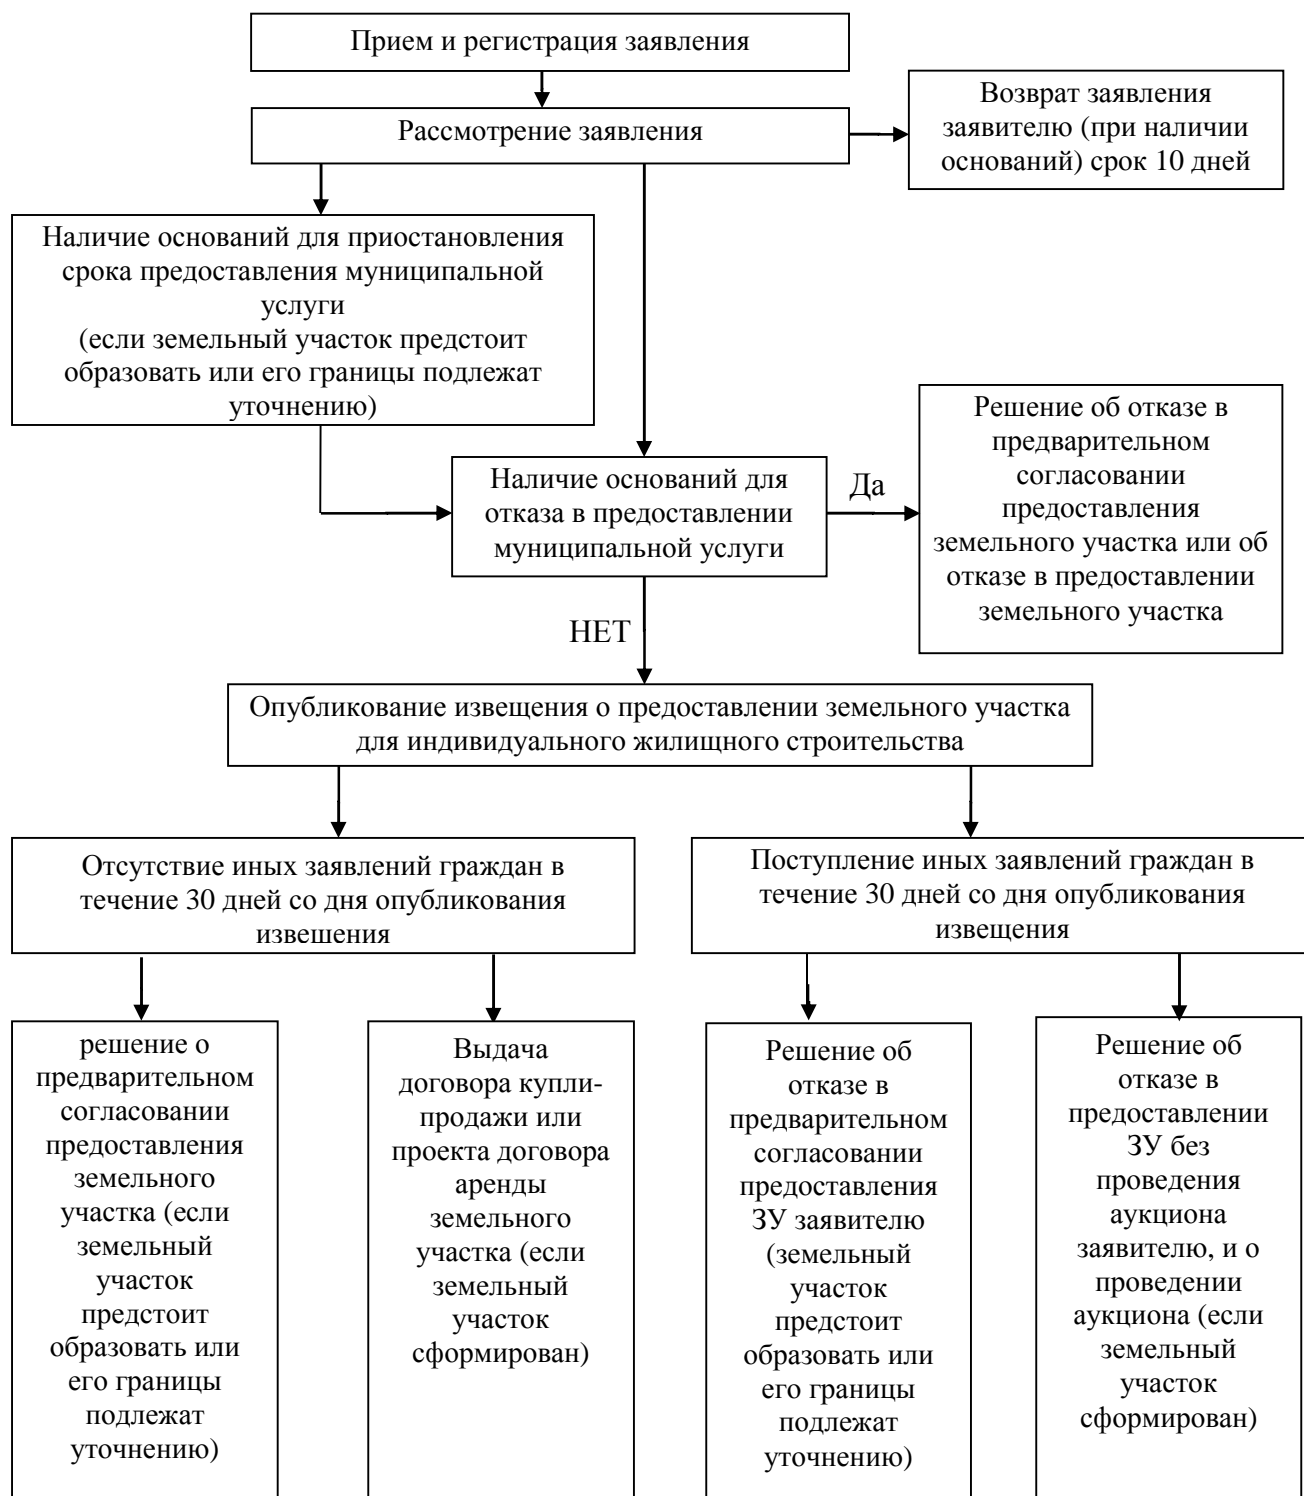 Прием и регистрация заявления
Рассмотрение заявления
Возврат заявления
заявителю (при наличии
оснований) срок 10 дней
Наличие оснований для приостановления
срока предоставления муниципальной
услуги
(если земельный участок предстоит
образовать или его границы подлежат
уточнению)
Наличие оснований для
отказа в предоставлении
муниципальной услуги
Да
Решение об отказе в
предварительном
согласовании
предоставления
земельного участка или об
отказе в предоставлении
земельного участка
НЕТ
Опубликование извещения о предоставлении земельного участка
для индивидуального жилищного строительства
Отсутствие иных заявлений граждан в
течение 30 дней со дня опубликования
извешения
Поступление иных заявлений граждан в
течение 30 дней со дня опубликования
извещения
решение о
предварительном
согласовании
предоставления
земельного
участка (если
земельный
участок
предстоит
образовать или
его границы
подлежат
уточнению)
Выдача
договора купли-
продажи или
проекта договора
аренды
земельного
участка (если
земельный
участок
сформирован)
Решение об
отказе в
предварительном
согласовании
предоставления
ЗУ заявителю
(земельный
участок
предстоит
образовать или
его границы
подлежат
уточнению)
Решение об
отказе в
предоставлении
ЗУ без
проведения
аукциона
заявителю, и о
проведении
аукциона (если
земельный
участок
сформирован)